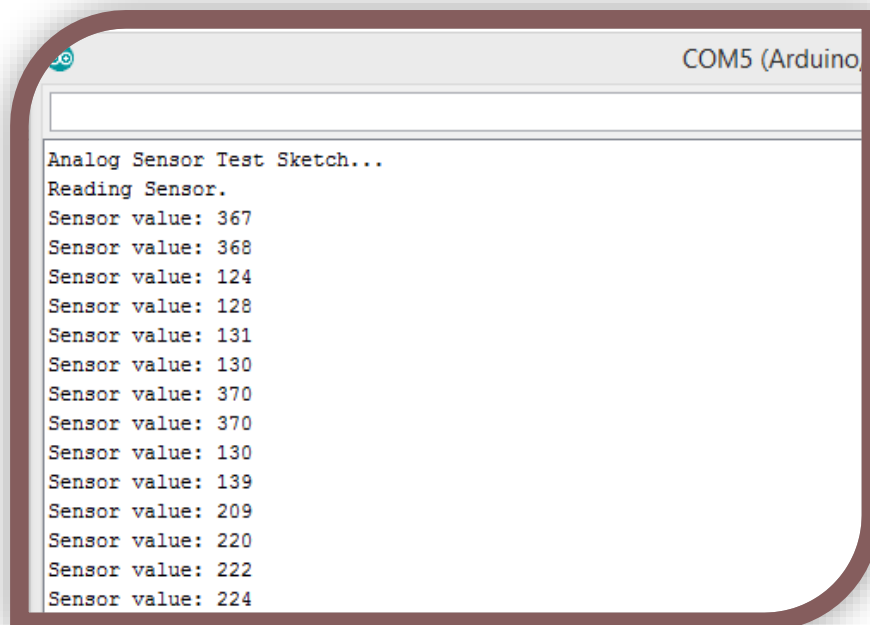 COM5 (Arduino
Analog Sensor Test Sketch...
Reading Sensor.
Sensor value: 367
Sensor value: 368
Sensor value: 124
Sensor value: 128
Sensor value: 131
Sensor value: 130
Sensor value: 370
Sensor value: 370
Sensor value: 130
Sensor value: 139
Sensor value: 209
Sensor value: 220
Sensor value: 222
Sensor value: 224